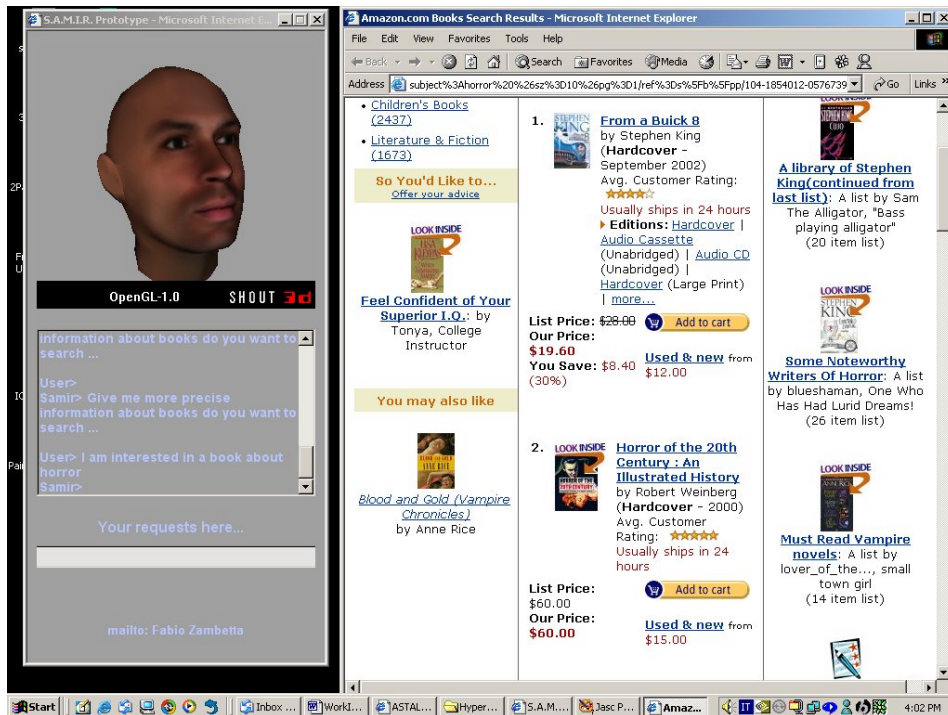 S.A.M.I.R. Prototype - Microsoft Internet E...
OpenGL-1.0
SHOUT 3d
information about books do you want to
search ...
User>
Samir> Give me more precise
information about books do you want to
search ...
User> I am interested in a book about
horror
Samir>
Your requests here...
mailto: Fabio Zambetta
Amazon.com Books Search Results - Microsoft Internet Explorer
File Edit View Favorites Tools Help
Back Search Favorites Media
Address subject%3Ahorror%20%26sz%3D10%26pg%3D1/ref%3Ds%5Fb%5Fpp/104-1854012-0576739 Go Links »
Children's Books
(2437)
Literature & Fiction
(1673)
So You'd Like to...
Offer your advice
LOOK INSIDE
Feel Confident of Your
Superior I.Q.: by
Tonya, College
Instructor
You may also like
Blood and Gold (Vampire
Chronicles)
by Anne Rice
1. From a Buick 8
by Stephen King
(Hardcover -
September 2002)
Avg. Customer Rating:
Usually ships in 24 hours
Editions: Hardcover |
Audio Cassette
(Unabridged) | Audio CD
(Unabridged) |
Hardcover (Large Print)
| more...
List Price: $28.00 Add to cart
Our Price:
$19.60
You Save: $8.40
(30%)
Used & new from
$12.00
2. LOOK INSIDE Horror of the 20th
Century : An
Illustrated History
by Robert Weinberg
(Hardcover - 2000)
Avg. Customer
Rating:
Usually ships in 24
hours
List Price:
$60.00
Our Price:
$60.00
Add to cart
Used & new from
$15.00
STEPHEN KING
CUJO
A library of Stephen
King(continued from
last list): A list by Sam
The Alligator, "Bass
playing alligator"
(20 item list)
LOOK INSIDE
STEPHEN
KING
Some Noteworthy
Writers Of Horror: A list
by blueshaman, One Who
Has Had Lurid Dreams!
(26 item list)
LOOK INSIDE
Must Read Vampire
novels: A list by
lover_of_the..., small
town girl
(14 item list)
Start Inbox ... WorkI... ASTAL... Hyper... S.A.M.... Jasc P... Amaz... IT 4:02 PM